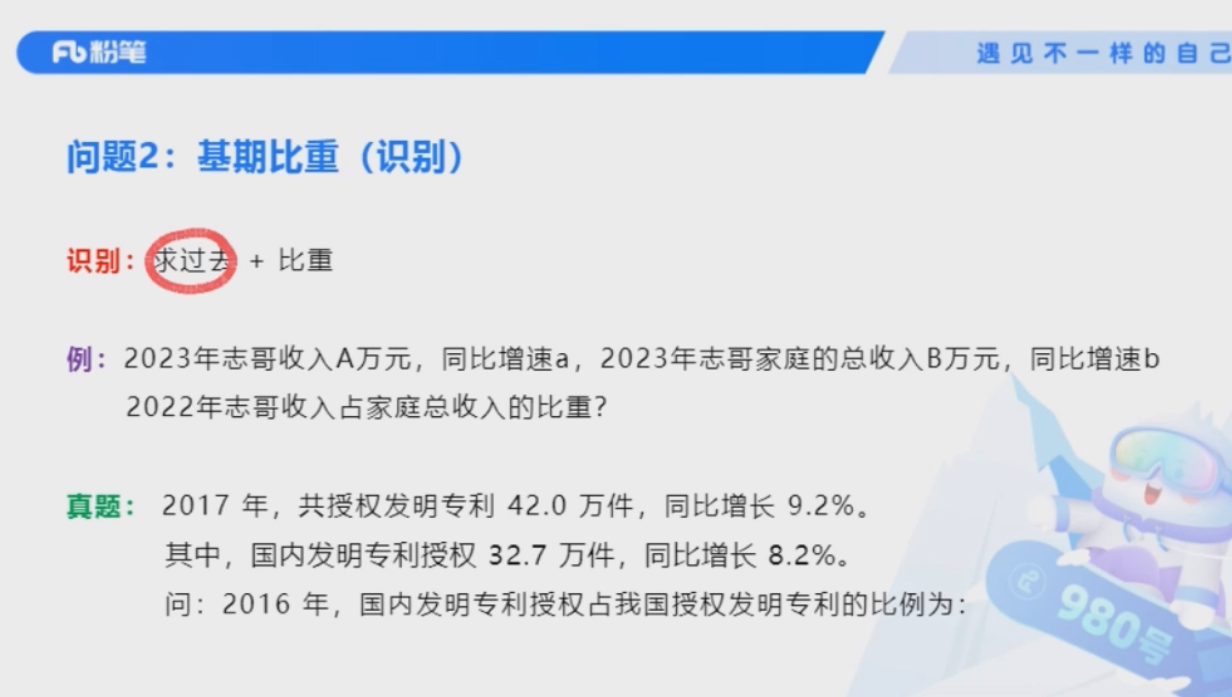 粉笔
遇见不一样的自己
问题2：基期比重（识别）
识别：求过去 + 比重
例：2023年志哥收入A万元，同比增速a，2023年志哥家庭的总收入B万元，同比增速b
2022年志哥收入占家庭总收入的比重？
真题： 2017 年，共授权发明专利 42.0 万件，同比增长 9.2%。
其中，国内发明专利授权 32.7 万件，同比增长 8.2%。
问：2016 年，国内发明专利授权占我国授权发明专利的比例为：
980号